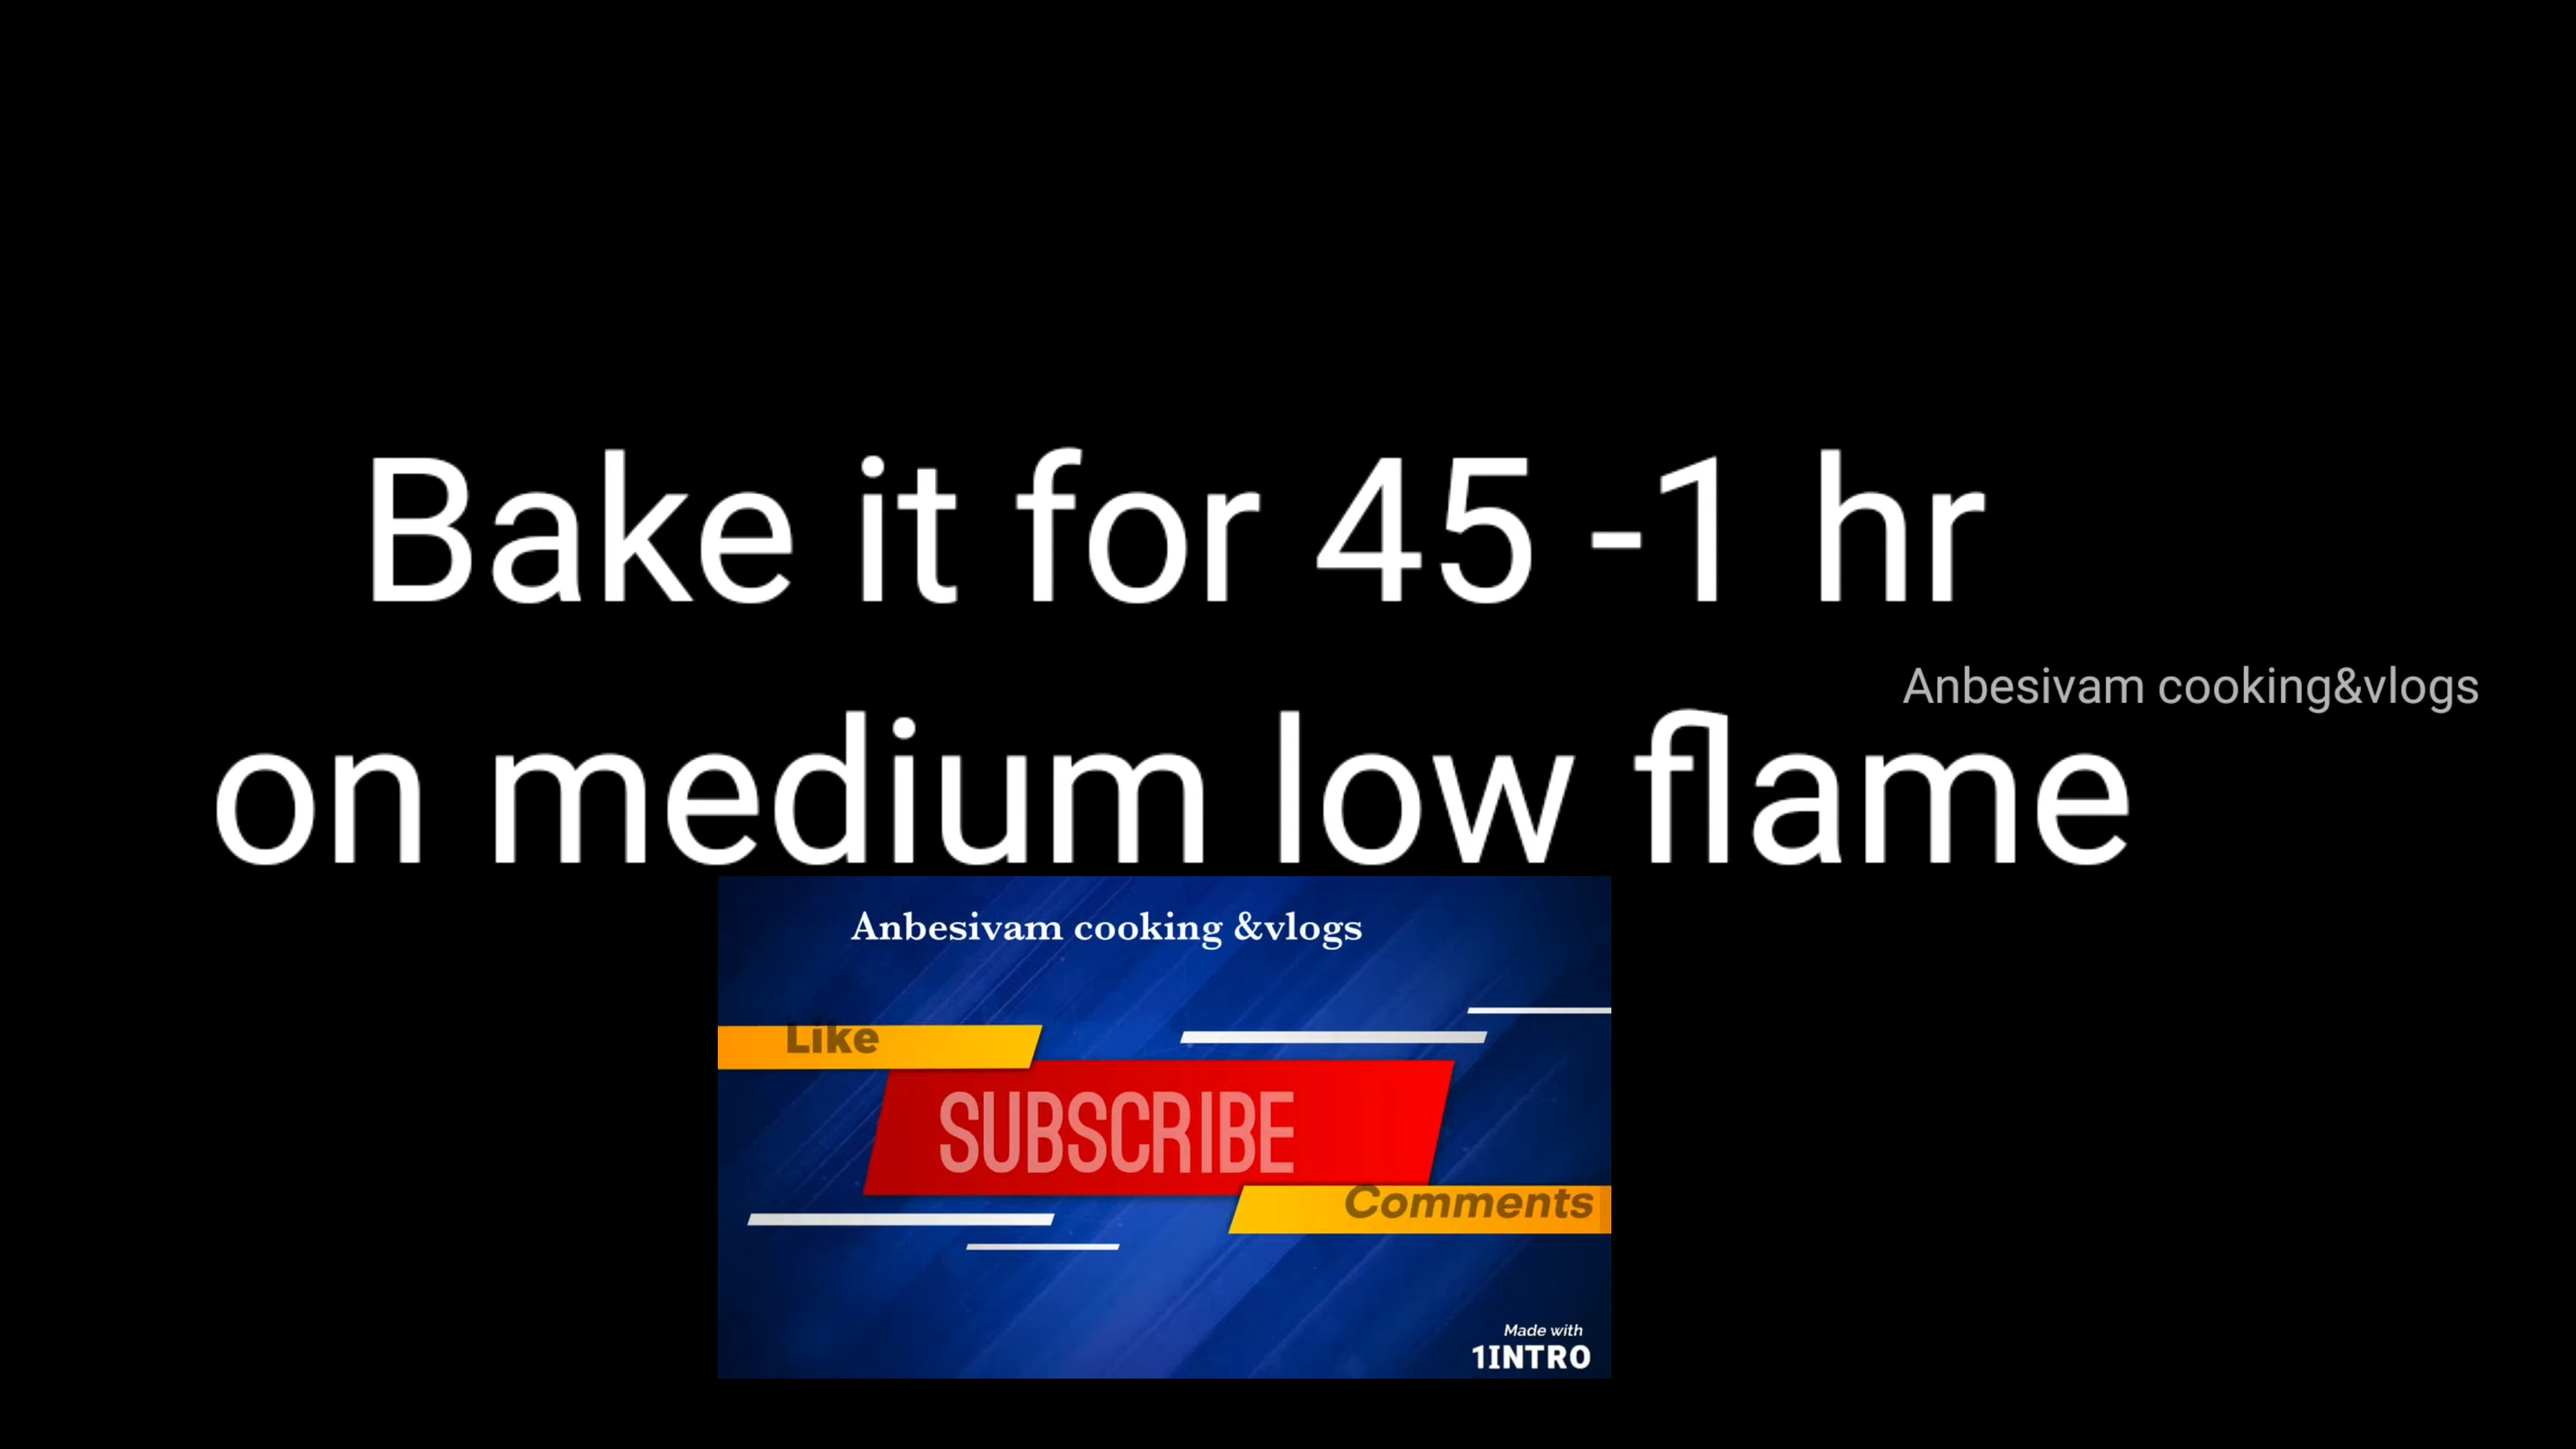 Bake it for 45 -1 hr
Anbesivam cooking&vlogs
on medium low flame
Anbesivam cooking &vlogs
Like
SUBSCRIBE
Comments
Made with
1INTRO